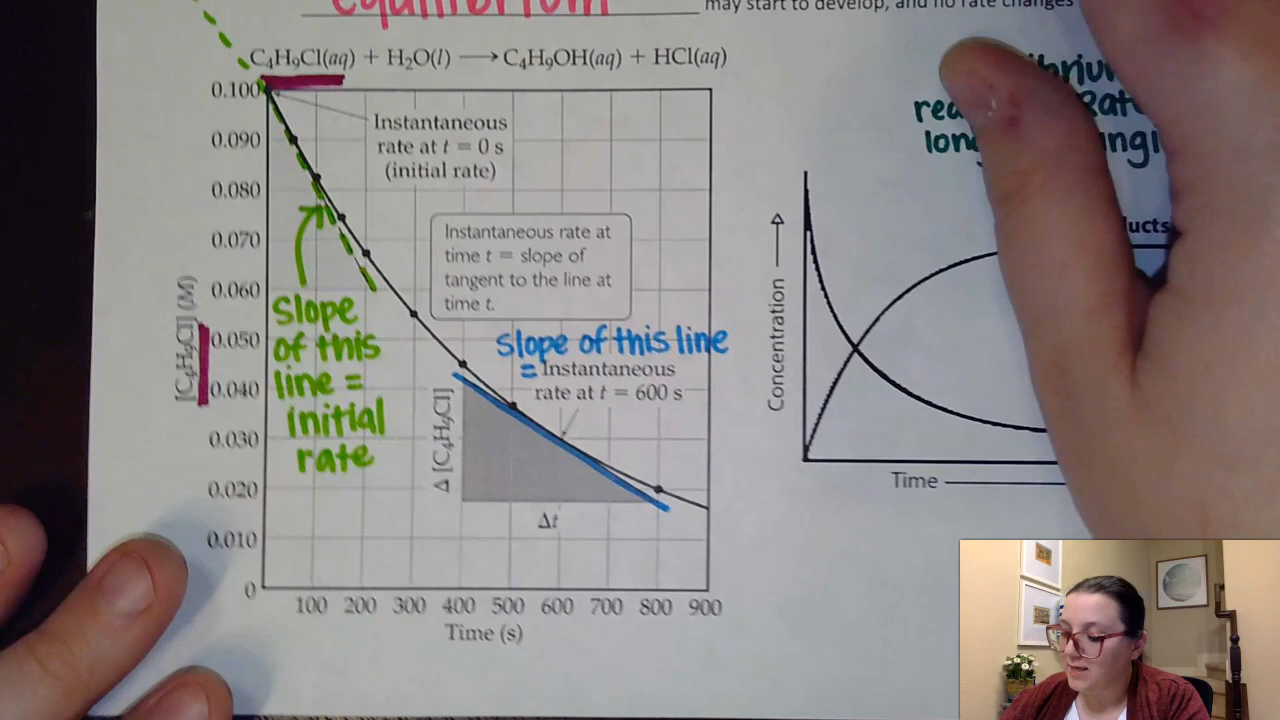 equilibrium
may start to develop, and no rate changes
C₄H₉Cl(aq) + H₂O(l) ⟶ C₄H₉OH(aq) + HCl(aq)
0.100
0.090
0.080
0.070
0.060
0.050
0.040
0.030
0.020
0.010
0
[C₄H₉Cl] (M)
Instantaneous
rate at t = 0 s
(initial rate)
Instantaneous rate at
time t = slope of
tangent to the line at
time t.
slope of this line
= Instantaneous
rate at t = 600 s
Slope
of this
line =
initial
rate
Δ [C₄H₉Cl]
Δt
100 200 300 400 500 600 700 800 900
Time (s)
Concentration
Time